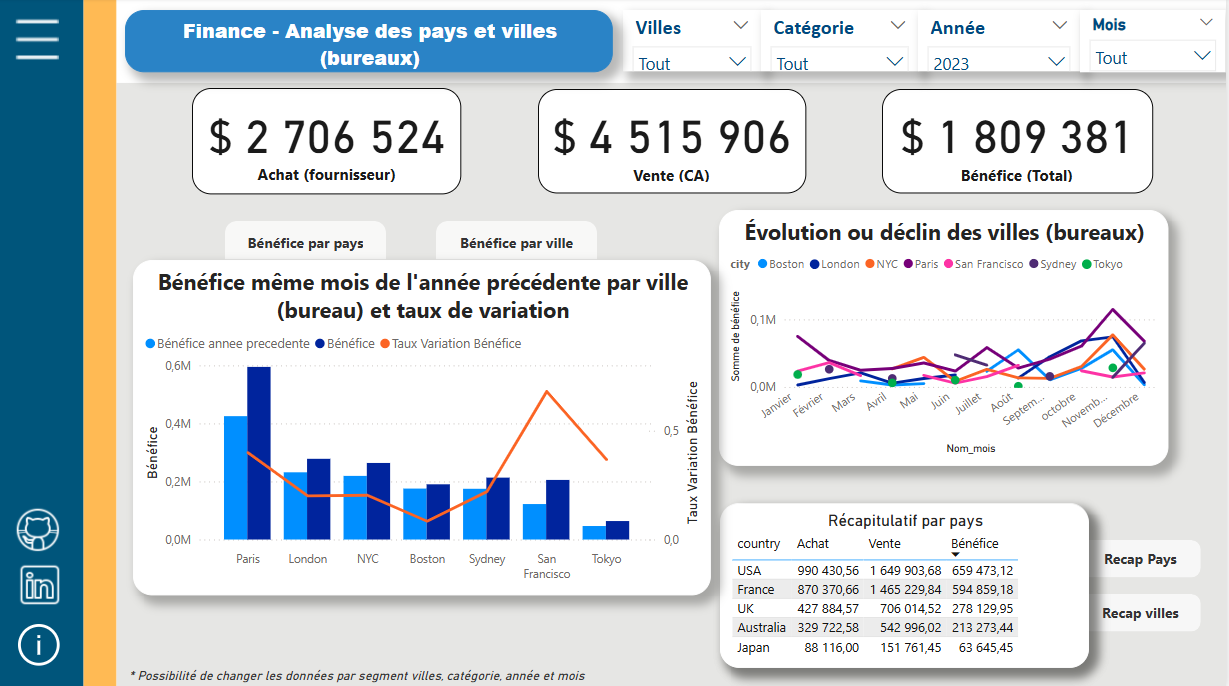 Finance - Analyse des pays et villes
(bureaux)
Villes
Tout
Catégorie
Tout
Année
2023
Mois
Tout
$ 2 706 524
Achat (fournisseur)
$ 4 515 906
Vente (CA)
$ 1 809 381
Bénéfice (Total)
Bénéfice par pays
Bénéfice par ville
Bénéfice même mois de l'année précédente par ville
(bureau) et taux de variation
Bénéfice annee precedente Bénéfice Taux Variation Bénéfice
Bénéfice
0,6M
0,4M
0,2M
0,0M
0,5
0,0
Taux Variation Bénéfice
Paris London NYC Boston Sydney San Francisco Tokyo
Évolution ou déclin des villes (bureaux)
city Boston London NYC Paris San Francisco Sydney Tokyo
Somme de bénéfice
0,1M
0,0M
Janvier Février Mars Avril Mai Juin Juillet Août Septem... octobre Novemb... Décembre
Nom_mois
Récapitulatif par pays
country Achat Vente Bénéfice
USA 990 430,56 1 649 903,68 659 473,12
France 870 370,66 1 465 229,84 594 859,18
UK 427 884,57 706 014,52 278 129,95
Australia 329 722,58 542 996,02 213 273,44
Japan 88 116,00 151 761,45 63 645,45
Recap Pays
Recap villes
in
i
* Possibilité de changer les données par segment villes, catégorie, année et mois